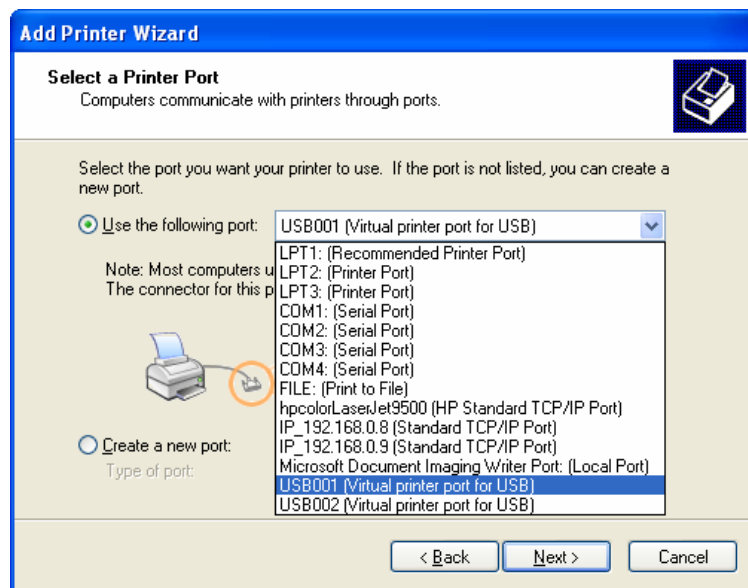 Add Printer Wizard
Select a Printer Port
Computers communicate with printers through ports.
Select the port you want your printer to use. If the port is not listed, you can create a
new port.
Use the following port:
USB001 (Virtual printer port for USB)
Note: Most computers u
The connector for this p
LPT1: (Recommended Printer Port)
LPT2: (Printer Port)
LPT3: (Printer Port)
COM1: (Serial Port)
COM2: (Serial Port)
COM3: (Serial Port)
COM4: (Serial Port)
FILE: (Print to File)
hpcolorLaserJet9500 (HP Standard TCP/IP Port)
IP_192.168.0.8 (Standard TCP/IP Port)
IP_192.168.0.9 (Standard TCP/IP Port)
Microsoft Document Imaging Writer Port: (Local Port)
USB001 (Virtual printer port for USB)
USB002 (Virtual printer port for USB)
Create a new port:
Type of port:
< Back
Next >
Cancel